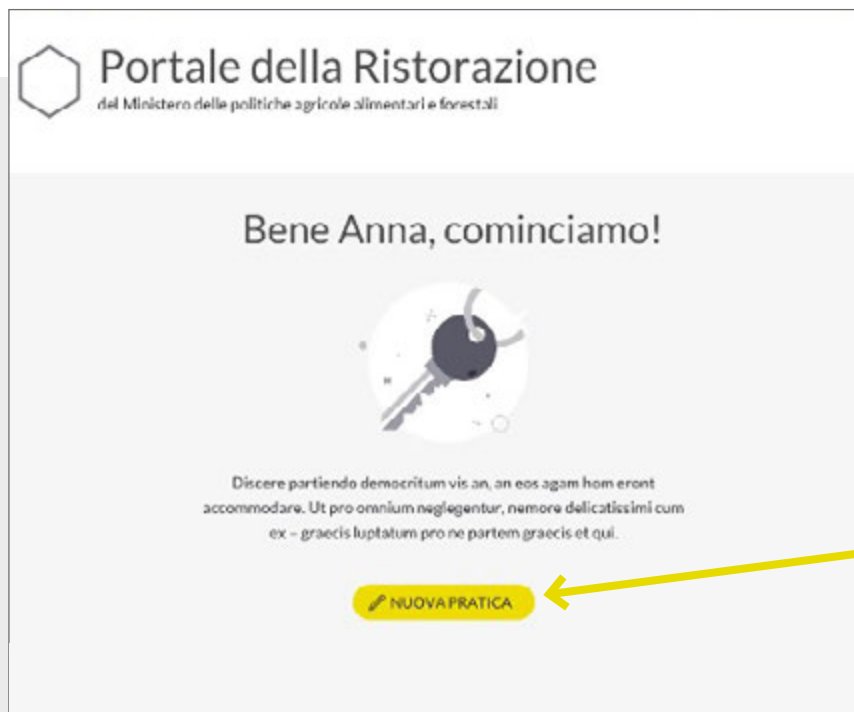 Portale della Ristorazione
del Ministero delle politiche agricole alimentari e forestali
Bene Anna, cominciamo!
Discere partiendo democritum vis an, an eos agam hom eront
accommodare. Ut pro omnium neglegentur, nemore delicatissimi cum
ex – graecis luptatum pro ne partem graecis et qui.
NUOVA PRATICA